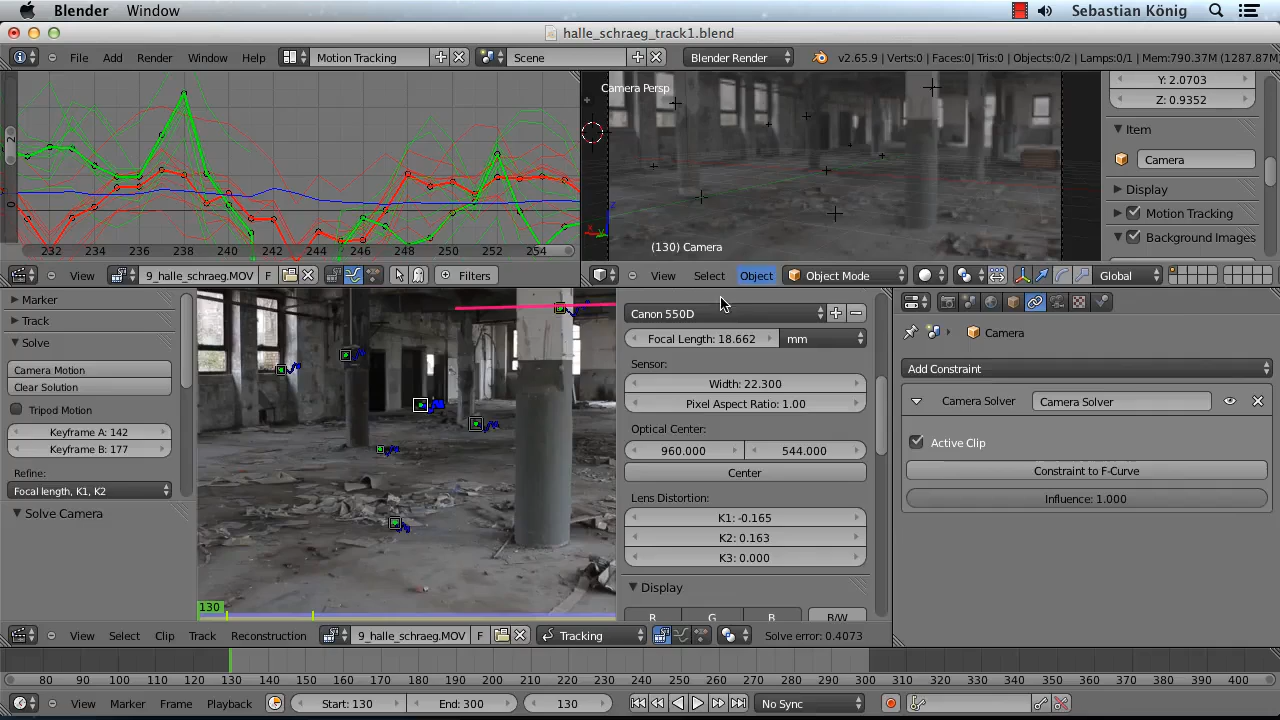 Blender Window Sebastian König
halle_schraeg_track1.blend
File Add Render Window Help Motion Tracking Scene Blender Render v2.65.9 | Verts:0 | Faces:0| Tris:0 | Objects:0/2 | Lamps:0/1 | Mem:790.37M (1287.87M
Camera Persp
Y: 2.0703
Z: 0.9352
Item
Camera
Display
Motion Tracking
Background Images
2
0
232 234 236 238 240 242 244 246 248 250 252 254
(130) Camera
View 9_halle_schraeg.MOV F Filters
View Select Object Object Mode Global
Marker
Track
Solve
Camera Motion
Clear Solution
Tripod Motion
Keyframe A: 142
Keyframe B: 177
Refine:
Focal length, K1, K2
Solve Camera
130
Canon 550D
Focal Length: 18.662 mm
Sensor:
Width: 22.300
Pixel Aspect Ratio: 1.00
Optical Center:
960.000 544.000
Center
Lens Distortion:
K1: -0.165
K2: 0.163
K3: 0.000
Display
R G B B/W
Camera
Add Constraint
Camera Solver Camera Solver
Active Clip
Constraint to F-Curve
Influence: 1.000
View Select Clip Track Reconstruction 9_halle_schraeg.MOV F Tracking Solve error: 0.4073
80 90 100 110 120 130 140 150 160 170 180 190 200 210 220 230 240 250 260 270 280 290 300 310 320 330 340 350 360 370 380 390 400
View Marker Frame Playback Start: 130 End: 300 130 No Sync